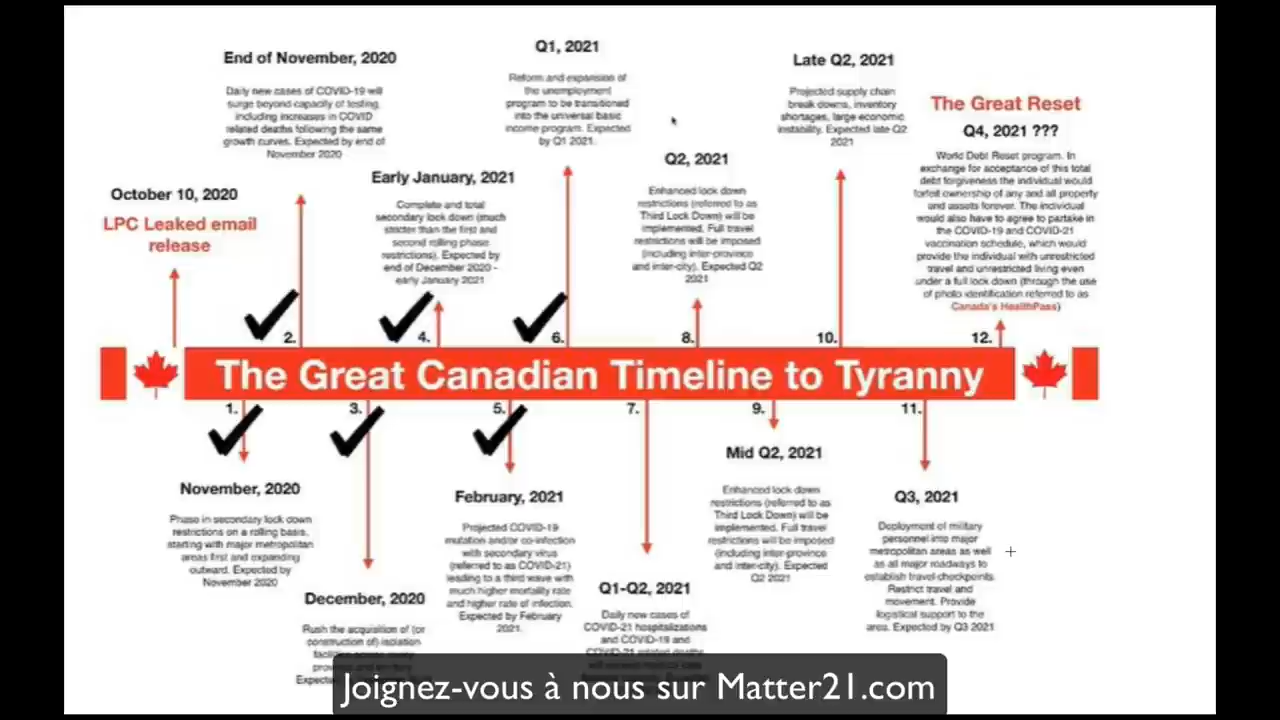 End of November, 2020
Daily new cases of COVID-19 will
surge beyond capacity of testing,
including increases in COVID
related deaths following the same
growth curves. Expected by end of
November 2020
Q1, 2021
Reform and expansion of
the unemployment
program to be transitioned
into the universal basic
income program. Expected
by Q1 2021.
Late Q2, 2021
Projected supply chain
break downs, inventory
shortages, large economic
instability. Expected late Q2
2021
The Great Reset
Q4, 2021 ???
World Debt Reset program. In
exchange for acceptance of this total
debt forgiveness the individual would
forfeit ownership of any and all property
and assets forever. The individual
would also have to agree to partake in
the COVID-19 and COVID-21
vaccination schedule, which would
provide the individual with unrestricted
travel and unrestricted living even
under a full lock down (through the use
of photo identification referred to as
Canada's HealthPass)
October 10, 2020
LPC Leaked email
release
Early January, 2021
Complete and total
secondary lock down (much
stricter than the first and
second rolling phase
restrictions). Expected by
end of December 2020 -
early January 2021
Q2, 2021
Enhanced lock down
restrictions (referred to as
Third Lock Down) will be
implemented. Full travel
restrictions will be imposed
(including inter-province
and inter-city). Expected Q2
2021
2.
4.
6.
8.
10.
12.
The Great Canadian Timeline to Tyranny
1.
3.
5.
7.
9.
11.
November, 2020
Phase in secondary lock down
restrictions on a rolling basis,
starting with major metropolitan
areas first and expanding
outward. Expected by
November 2020
December, 2020
Rush the acquisition of (or
construction of) isolation
February, 2021
Projected COVID-19
mutation and/or co-infection
with secondary virus
(referred to as COVID-21)
leading to a third wave with
much higher mortality rate
and higher rate of infection.
Expected by February
2021.
Q1-Q2, 2021
Daily new cases of
COVID-21 hospitalizations
and COVID-19 and
Mid Q2, 2021
Enhanced lock down
restrictions (referred to as
Third Lock Down) will be
implemented. Full travel
restrictions will be imposed
(including inter-province
and inter-city). Expected
Q2 2021
Q3, 2021
Deployment of military
personnel into major
metropolitan areas as well
as all major roadways to
establish travel checkpoints.
Restrict travel and
movement. Provide
logistical support to the
area. Expected by Q3 2021
Joignez-vous à nous sur Matter21.com